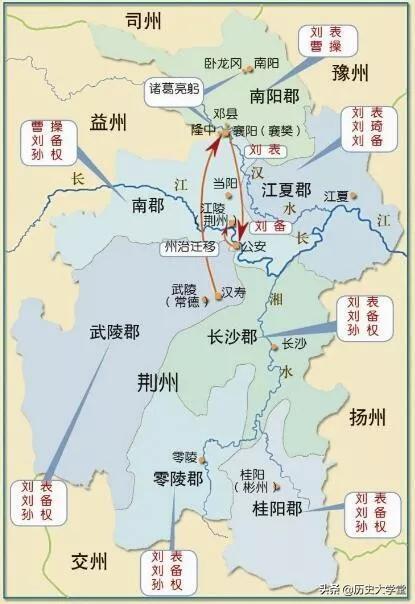 司州
刘表
曹操
卧龙冈
南阳
豫州
诸葛亮躬
南阳郡
邓县
隆中
襄阳(襄樊)
刘表
刘琦
刘备
益州
曹操
刘备
孙权
刘表
汉
水
当阳
江夏郡
江夏
长
江
南郡
江陵
(荆州)
刘备
长
江
州治迁移
公安
武陵
(常德)
汉寿
湘
水
刘表
刘备
孙权
武陵郡
长沙郡
长沙
荆州
扬州
零陵
零陵郡
桂阳
(彬州)
桂阳郡
刘表
刘备
孙权
刘表
刘备
孙权
刘表
刘备
孙权
交州
头条@历史大学堂